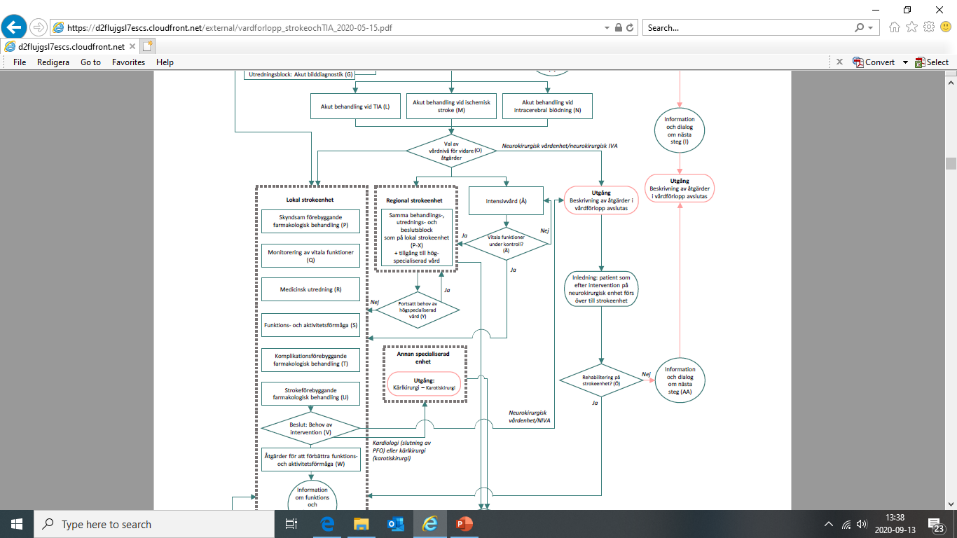 https://d2flujgsl7escs.cloudfront.net/external/vardforlopp_strokeochTIA_2020-05-15.pdf
Search...
d2flujgsl7escs.cloudfront.net
File Redigera Go to Favorites Help
Convert
Select
Utredningsblock: Akut bilddiagnostik (G)
Akut behandling vid TIA (L)
Akut behandling vid ischemisk
stroke (M)
Akut behandling vid
intracerebral blödning (N)
Information
och dialog
om nästa
steg (I)
Val av
vårdnivå för vidare (O)
åtgärder
Neurokirurgisk vårdenhet/neurokirurgisk IVA
Utgång
Beskrivning av åtgärder
i vårdförlopp avslutas
Lokal strokeenhet
Skyndsam förebyggande
farmakologisk behandling (P)
Monitorering av vitala funktioner
(Q)
Medicinsk utredning (R)
Funktions- och aktivitetsförmåga (S)
Komplikationsförebyggande
farmakologisk behandling (T)
Strokeförebyggande
farmakologisk behandling (U)
Beslut: Behov av
intervention (V)
Åtgärder för att förbättra funktions-
och aktivitetsförmåga (W)
Information
om funktions
och
Regional strokeenhet
Samma behandlings-,
utrednings- och
beslutsblock
som på lokal strokeenhet
(P-X)
+ tillgång till hög-
specialiserad vård
Intensivvård (Å)
Vitala funktioner
under kontroll?
(Ä)
Ja
Nej
Ja
Utgång
Beskrivning av åtgärder i
vårdförlopp avslutas
Inledning: patient som
efter intervention på
neurokirurgisk enhet förs
över till strokeenhet
Ja
Nej
Fortsatt behov av
högspecialiserad
vård (Y)
Annan specialiserad
enhet
Utgång:
Kärlkirurgi – Karotiskirurgi
Rehabilitering på
strokeenhet? (Ö)
Nej
Ja
Information
och dialog
om nästa
steg (AA)
Neurokirurgisk
vårdenhet/NIVA
Kardiologi (slutning av
PFO) eller kärlkirurgi
(karotiskirurgi)
Type here to search
13:38
2020-09-13
23